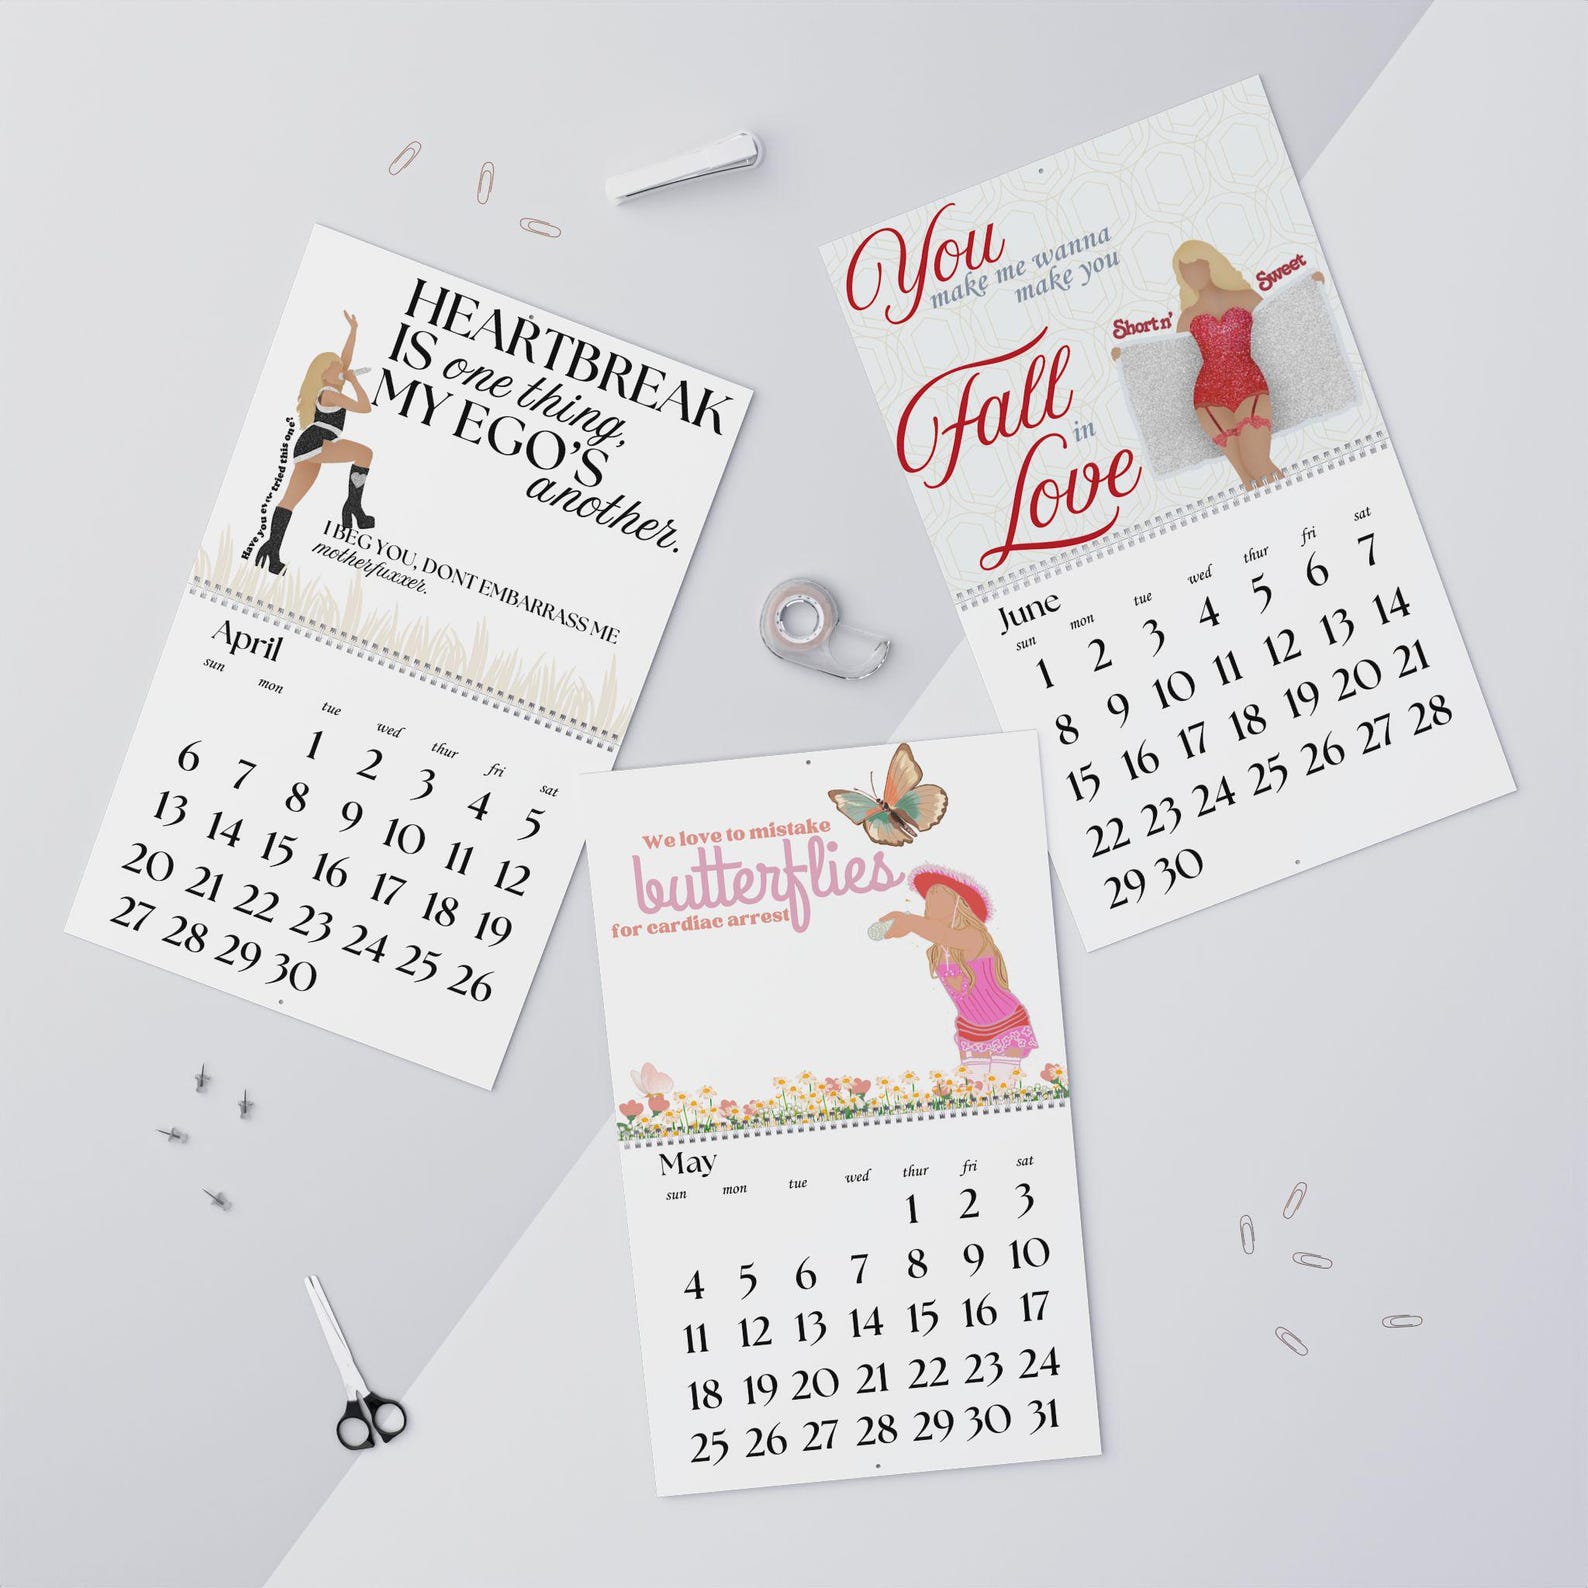 HEARTBREAK
IS one thing,
MY EGO'S
another.
Have you ever tried this one?
I BEG YOU, DONT EMBARRASS ME
motherfuxxer.
April
sun mon tue wed thur fri sat
1 2 3 4 5
6 7 8 9 10 11 12
13 14 15 16 17 18 19
20 21 22 23 24 25 26
27 28 29 30
You
make me wanna
make you
Fall
in
Love
Short n'
Sweet
June
sun mon tue wed thur fri sat
1 2 3 4 5 6 7
8 9 10 11 12 13 14
15 16 17 18 19 20 21
22 23 24 25 26 27 28
29 30
We love to mistake
butterflies
for cardiac arrest
May
sun mon tue wed thur fri sat
1 2 3
4 5 6 7 8 9 10
11 12 13 14 15 16 17
18 19 20 21 22 23 24
25 26 27 28 29 30 31